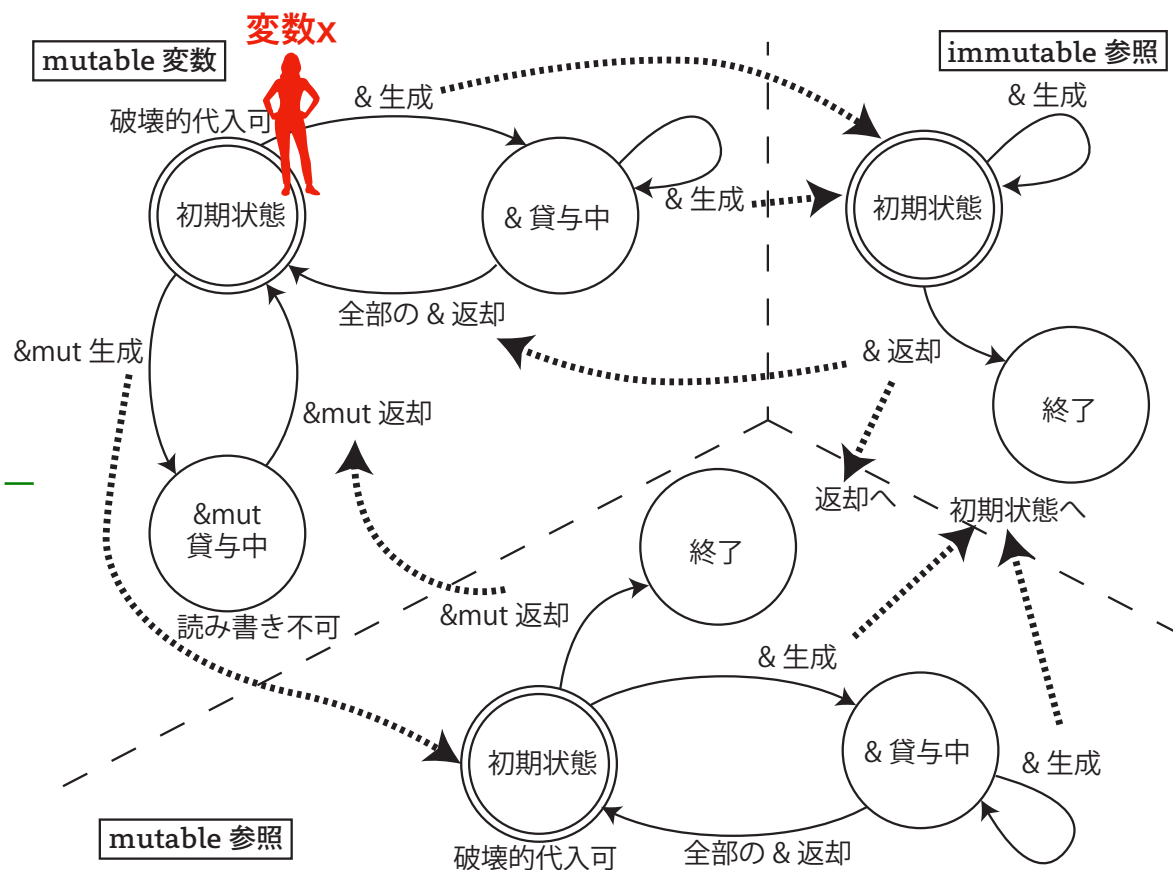 変数x
mutable 変数
immutable 参照
& 生成
& 生成
破壊的代入可
初期状態
& 貸与中
& 生成
初期状態
全部の & 返却
&mut 生成
& 返却
終了
&mut 返却
返却へ
初期状態へ
&mut
貸与中
終了
読み書き不可
&mut 返却
& 生成
初期状態
& 貸与中
& 生成
mutable 参照
破壊的代入可
全部の & 返却